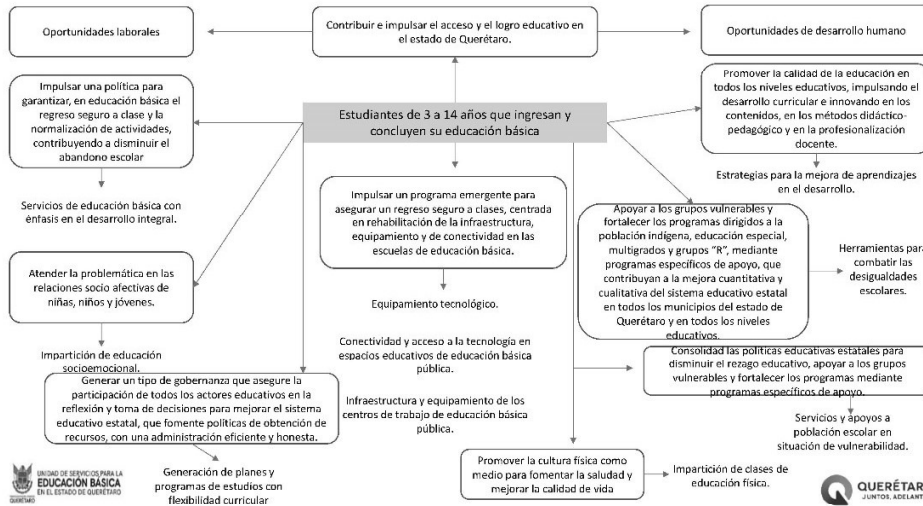 Oportunidades laborales
Contribuir e impulsar el acceso y el logro educativo en
el estado de Querétaro.
Oportunidades de desarrollo humano
Impulsar una política para
garantizar, en educación básica el
regreso seguro a clase y la
normalización de actividades,
contribuyendo a disminuir el
abandono escolar
Estudiantes de 3 a 14 años que ingresan y
concluyen su educación básica
Promover la calidad de la educación en
todos los niveles educativos, impulsando el
desarrollo curricular e innovando en los
contenidos, en los métodos didáctico-
pedagógico y en la profesionalización
docente.
Servicios de educación básica con
énfasis en el desarrollo integral.
Impulsar un programa emergente para
asegurar un regreso seguro a clases, centrada
en rehabilitación de la infraestructura,
equipamiento y de conectividad en las
escuelas de educación básica.
Estrategias para la mejora de aprendizajes
en el desarrollo.
Apoyar a los grupos vulnerables y
fortalecer los programas dirigidos a la
población indígena, educación especial,
multigrados y grupos "R", mediante
programas específicos de apoyo, que
contribuyan a la mejora cuantitativa y
cualitativa del sistema educativo estatal
en todos los municipios del estado de
Querétaro y en todos los niveles
educativos.
Herramientas para
combatir las
desigualdades
escolares.
Atender la problemática en las
relaciones socio afectivas de
niñas, niños y jóvenes.
Equipamiento tecnológico.
Impartición de educación
socioemocional.
Conectividad y acceso a la tecnología en
espacios educativos de educación básica
pública.
Consolidad las políticas educativas estatales para
disminuir el rezago educativo, apoyar a los grupos
vulnerables y fortalecer los programas mediante
programas específicos de apoyo.
Generar un tipo de gobernanza que asegure la
participación de todos los actores educativos en la
reflexión y toma de decisiones para mejorar el sistema
educativo estatal, que fomente políticas de obtención de
recursos, con una administración eficiente y honesta.
Infraestructura y equipamiento de los
centros de trabajo de educación básica
pública.
Servicios y apoyos a
población escolar en
situación de vulnerabilidad.
Generación de planes y
programas de estudios con
flexibilidad curricular
Promover la cultura física como
medio para fomentar la saludad y
mejorar la calidad de vida
Impartición de clases de
educación física.
QUERÉTARO
UNIDAD DE SERVICIOS PARA LA
EDUCACIÓN BÁSICA
EN EL ESTADO DE QUERÉTARO
QUERÉTAR
JUNTOS, ADELANT